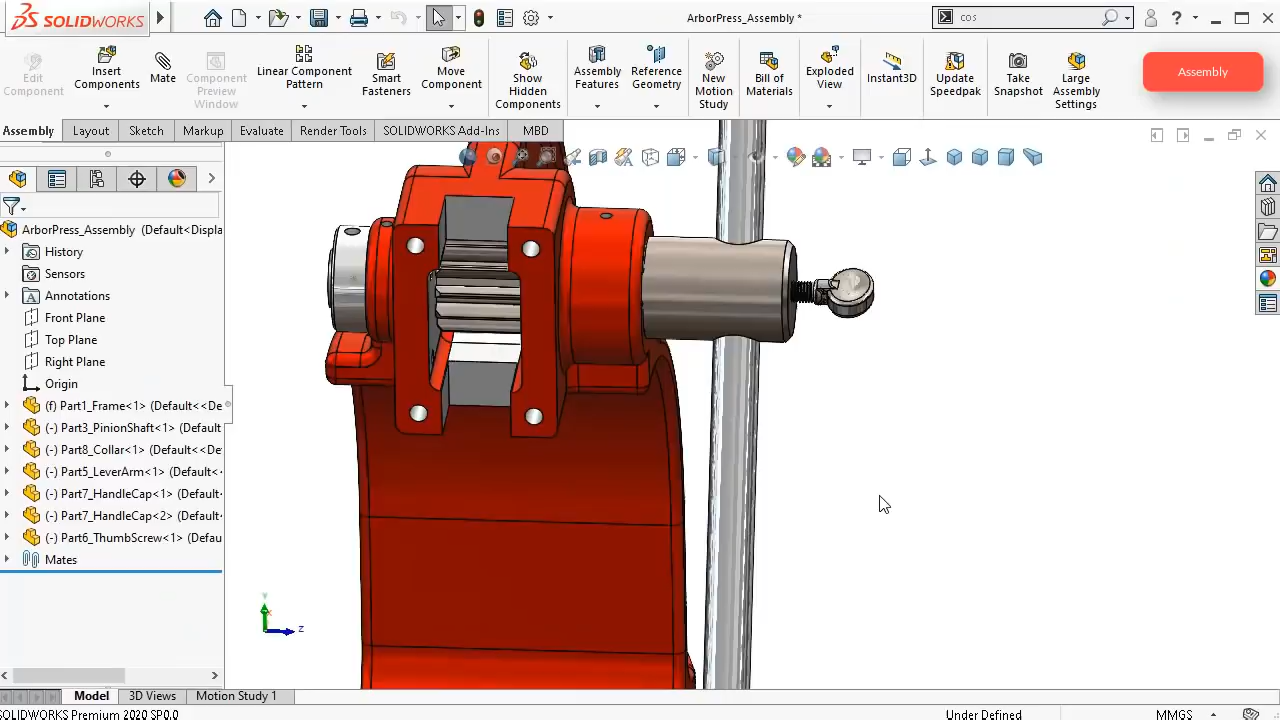 SOLIDWORKS
ArborPress_Assembly *
cos
?
Edit Component
Insert Components
Mate
Component Preview Window
Linear Component Pattern
Smart Fasteners
Move Component
Show Hidden Components
Assembly Features
Reference Geometry
New Motion Study
Bill of Materials
Exploded View
Instant3D
Update Speedpak
Take Snapshot
Large Assembly Settings
Assembly
Assembly
Layout
Sketch
Markup
Evaluate
Render Tools
SOLIDWORKS Add-Ins
MBD
ArborPress_Assembly (Default<Displa
History
Sensors
Annotations
Front Plane
Top Plane
Right Plane
Origin
(f) Part1_Frame<1> (Default<<De
(-) Part3_PinionShaft<1> (Default
(-) Part8_Collar<1> (Default<<De
(-) Part5_LeverArm<1> (Default<
(-) Part7_HandleCap<1> (Default
(-) Part7_HandleCap<2> (Default
(-) Part6_ThumbScrew<1> (Defau
Mates
Y
Z
Model
3D Views
Motion Study 1
SOLIDWORKS Premium 2020 SP0.0
Under Defined
MMGS